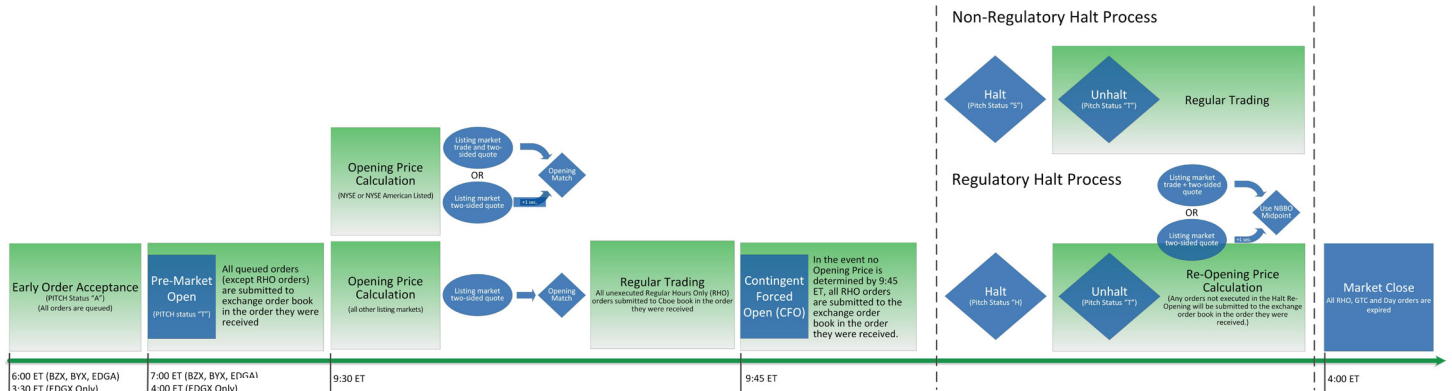 Non-Regulatory Halt Process
Halt
(Pitch Status "S")
Unhalt
(Pitch Status "T")
Regular Trading
Opening Price
Calculation
(NYSE or NYSE American Listed)
Listing market
trade and two-
sided quote
OR
Listing market
two-sided quote
+1 sec.
Opening
Match
Regulatory Halt Process
Listing market
trade + two-sided
quote
OR
Listing market
two-sided quote
+1 sec.
Use NBBO
Midpoint
Early Order Acceptance
(PITCH Status "A")
(All orders are queued)
Pre-Market
Open
(PITCH status "T")
All queued orders
(except RHO orders)
are submitted to
exchange order book
in the order they were
received
Opening Price
Calculation
(all other listing markets)
Listing market
two-sided quote
Opening
Match
Regular Trading
All unexecuted Regular Hours Only (RHO)
orders submitted to Cboe book in the order
they were received
Contingent
Forced
Open (CFO)
In the event no
Opening Price is
determined by 9:45
ET, all RHO orders
are submitted to the
exchange order
book in the order
they were received.
Halt
(Pitch Status "H)
Unhalt
(Pitch Status "T")
Re-Opening Price
Calculation
(Any orders not executed in the Halt Re-
Opening will be submitted to the exchange
order book in the order they were
received.)
Market Close
All RHO, GTC and Day orders are
expired
6:00 ET (BZX, BYX, EDGA)
3:30 ET (EDGX Only)
7:00 ET (BZX, BYX, EDGA)
4:00 ET (EDGX Only)
9:30 ET
9:45 ET
4:00 ET